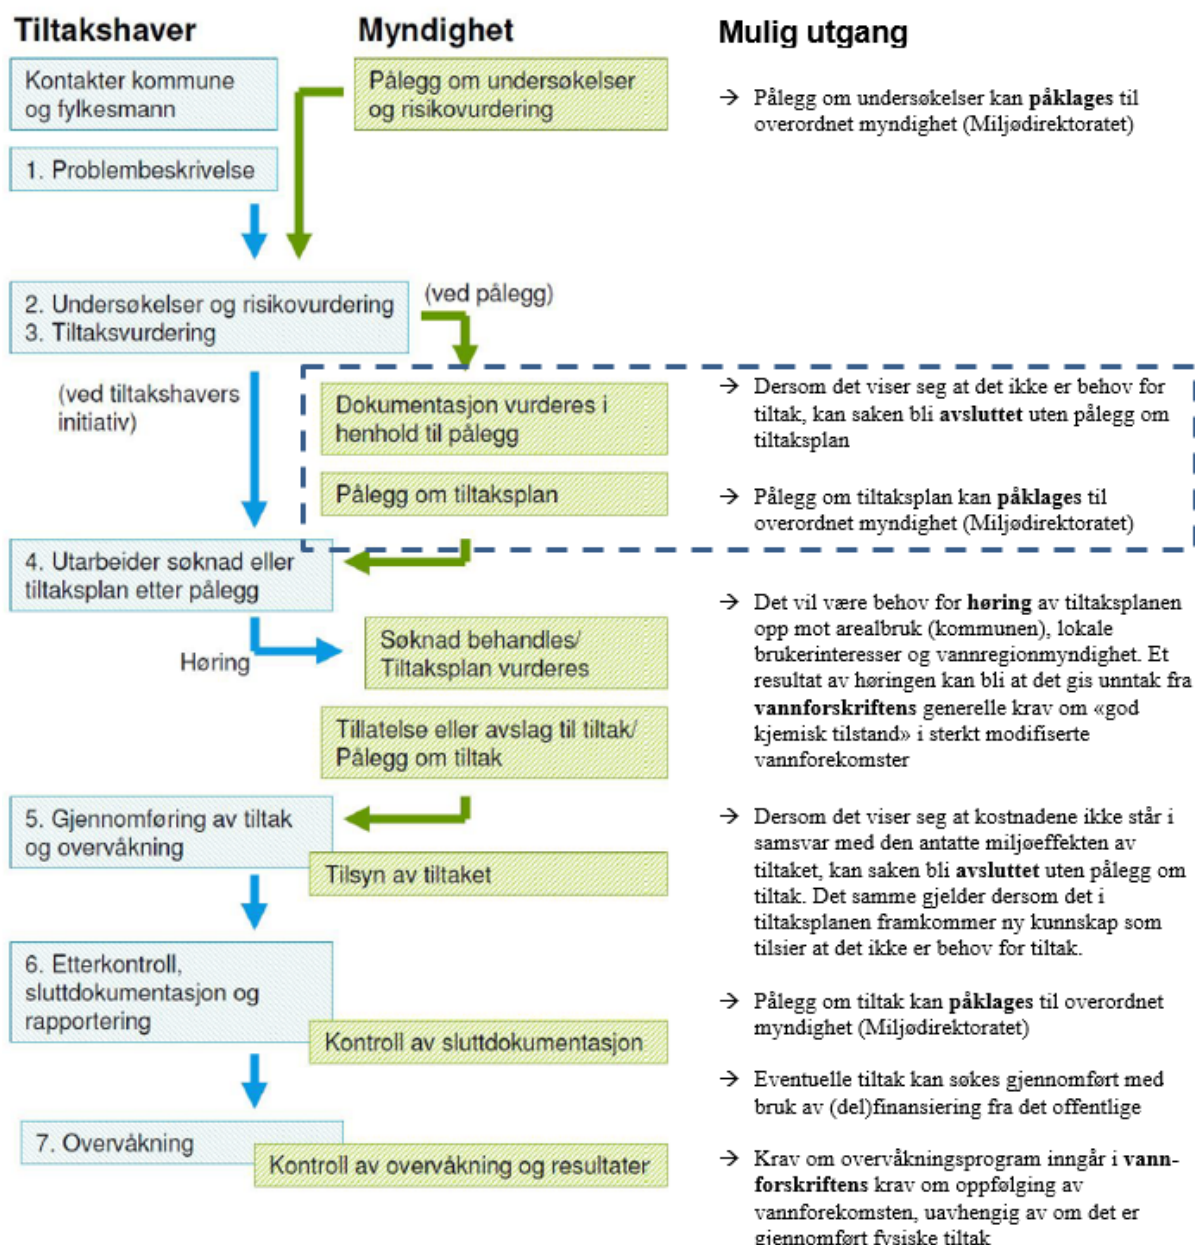 Tiltakshaver
Myndighet
Mulig utgang
Kontakter kommune
og fylkesmann
Pålegg om undersøkelser
og risikovurdering
→ Pålegg om undersøkelser kan påklages til
overordnet myndighet (Miljødirektoratet)
1. Problembeskrivelse
2. Undersøkelser og risikovurdering
3. Tiltaksvurdering
(ved pålegg)
(ved tiltakshavers
initiativ)
Dokumentasjon vurderes i
henhold til pålegg
→ Dersom det viser seg at det ikke er behov for
tiltak, kan saken bli avsluttet uten pålegg om
tiltaksplan
Pålegg om tiltaksplan
→ Pålegg om tiltaksplan kan påklages til
overordnet myndighet (Miljødirektoratet)
4. Utarbeider søknad eller
tiltaksplan etter pålegg
Høring
Søknad behandles/
Tiltaksplan vurderes
→ Det vil være behov for høring av tiltaksplanen
opp mot arealbruk (kommunen), lokale
brukerinteresser og vannregionmyndighet. Et
resultat av høringen kan bli at det gis unntak fra
vannforskriftens generelle krav om «god
kjemisk tilstand» i sterkt modifiserte
vannforekomster
Tillatelse eller avslag til tiltak/
Pålegg om tiltak
5. Gjennomføring av tiltak
og overvåkning
Tilsyn av tiltaket
→ Dersom det viser seg at kostnadene ikke står i
samsvar med den antatte miljøeffekten av
tiltaket, kan saken bli avsluttet uten pålegg om
tiltak. Det samme gjelder dersom det i
tiltaksplanen framkommer ny kunnskap som
tilsier at det ikke er behov for tiltak.
6. Etterkontroll,
sluttdokumentasjon og
rapportering
Kontroll av sluttdokumentasjon
→ Pålegg om tiltak kan påklages til overordnet
myndighet (Miljødirektoratet)
→ Eventuelle tiltak kan søkes gjennomført med
bruk av (del)finansiering fra det offentlige
7. Overvåkning
Kontroll av overvåkning og resultater
→ Krav om overvåkningsprogram inngår i vann-
forskriftens krav om oppfølging av
vannforekomsten, uavhengig av om det er
gjennomført fysiske tiltak